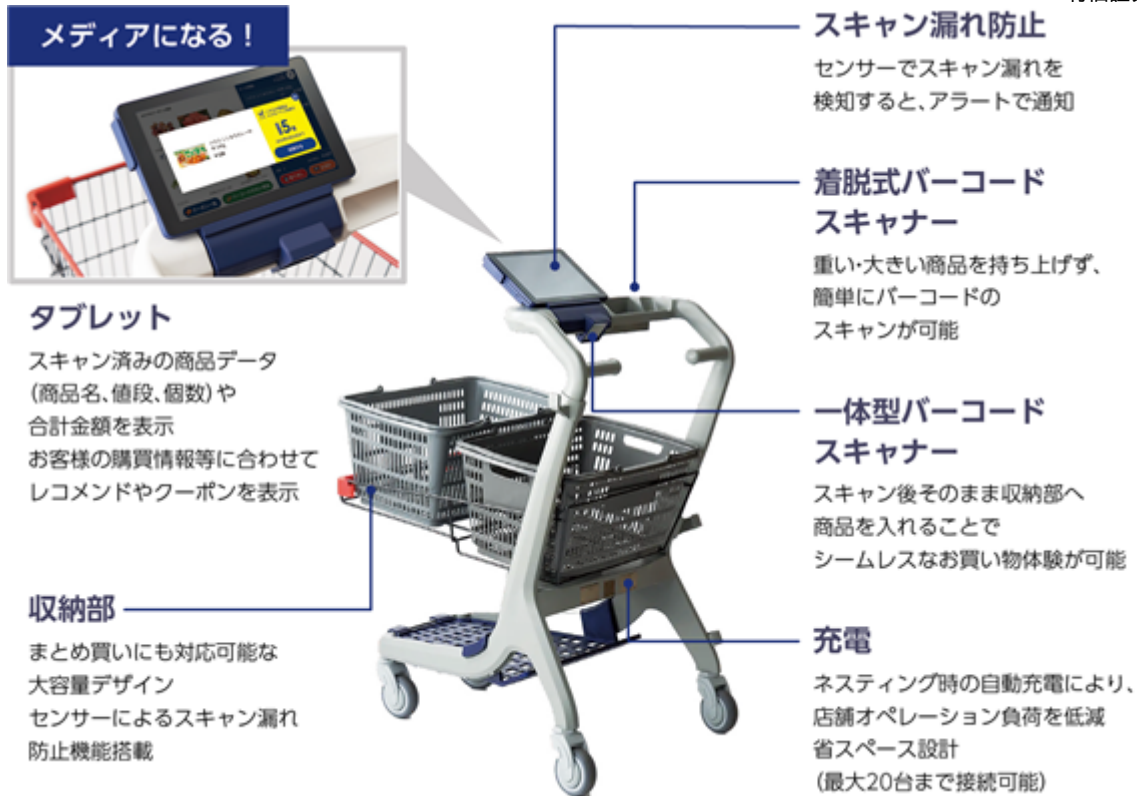 メディアになる！
タブレット
スキャン済みの商品データ
(商品名、値段、個数)や
合計金額を表示
お客様の購買情報等に合わせて
レコメンドやクーポンを表示
収納部
まとめ買いにも対応可能な
大容量デザイン
センサーによるスキャン漏れ
防止機能搭載
スキャン漏れ防止
センサーでスキャン漏れを
検知すると、アラートで通知
着脱式バーコード
スキャナー
重い・大きい商品を持ち上げず、
簡単にバーコードの
スキャンが可能
一体型バーコード
スキャナー
スキャン後そのまま収納部へ
商品を入れることで
シームレスなお買い物体験が可能
充電
ネスティング時の自動充電により、
店舗オペレーション負荷を低減
省スペース設計
(最大20台まで接続可能)